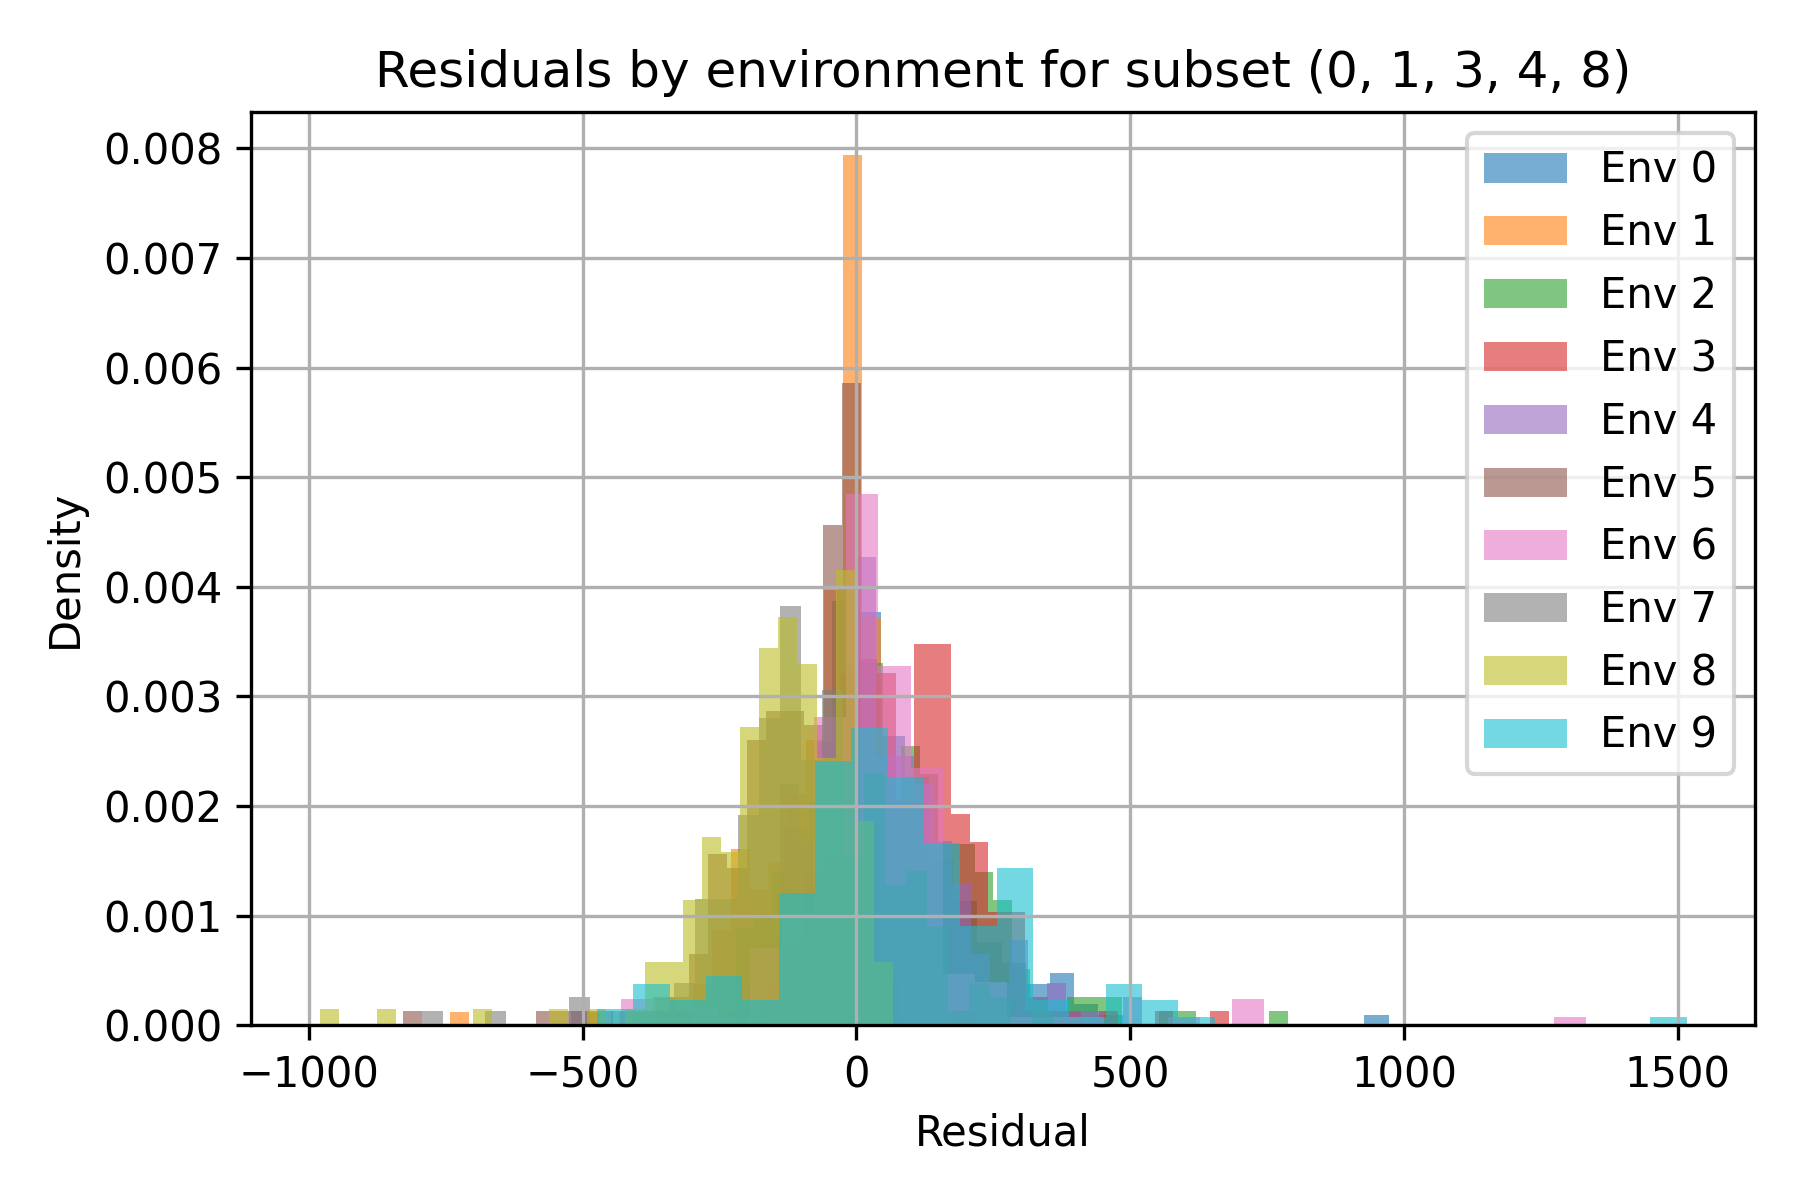 Residuals by environment for subset (0, 1, 3, 4, 8)
0.008
0.007
0.006
0.005
0.004
0.003
0.002
0.001
0.000
Density
Env 0
Env 1
Env 2
Env 3
Env 4
Env 5
Env 6
Env 7
Env 8
Env 9
−1000
−500
0
500
1000
1500
Residual